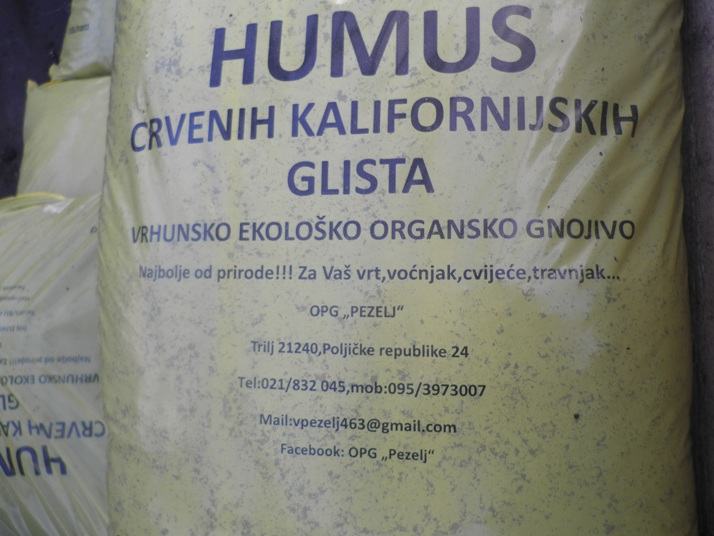 HUMUS
CRVENIH KALIFORNIJSKIH
GLISTA
VRHUNSKO EKOLOŠKO ORGANSKO GNOJIVO
Najbolje od prirode!!! Za Vaš vrt,voćnjak,cvijeće,travnjak...
OPG „PEZELJ“
Trilj 21240,Poljičke republike 24
Tel:021/832 045,mob:095/3973007
Mail:vpezelj463@gmail.com
Facebook: OPG „Pezelj“